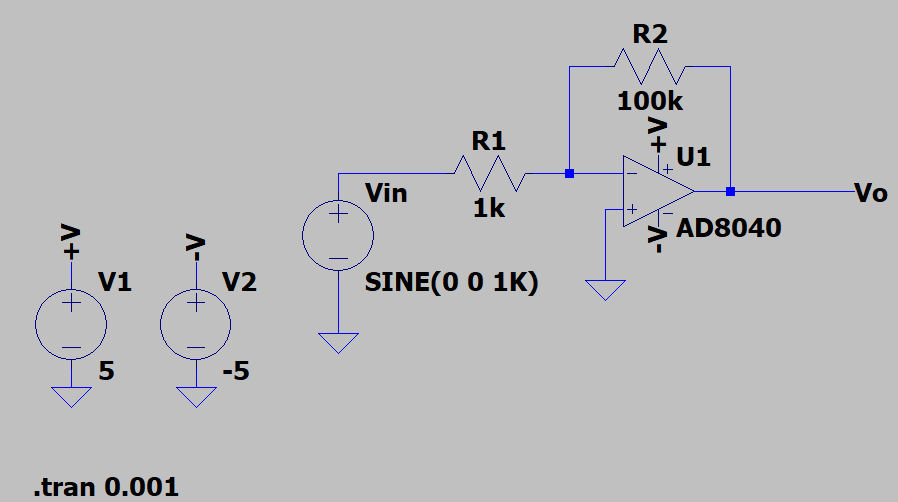 R2
100k
+V
R1
U1
Vin
1k
Vo
+V
-V
-V
AD8040
V1
V2
SINE(0 0 1K)
5
-5
.tran 0.001